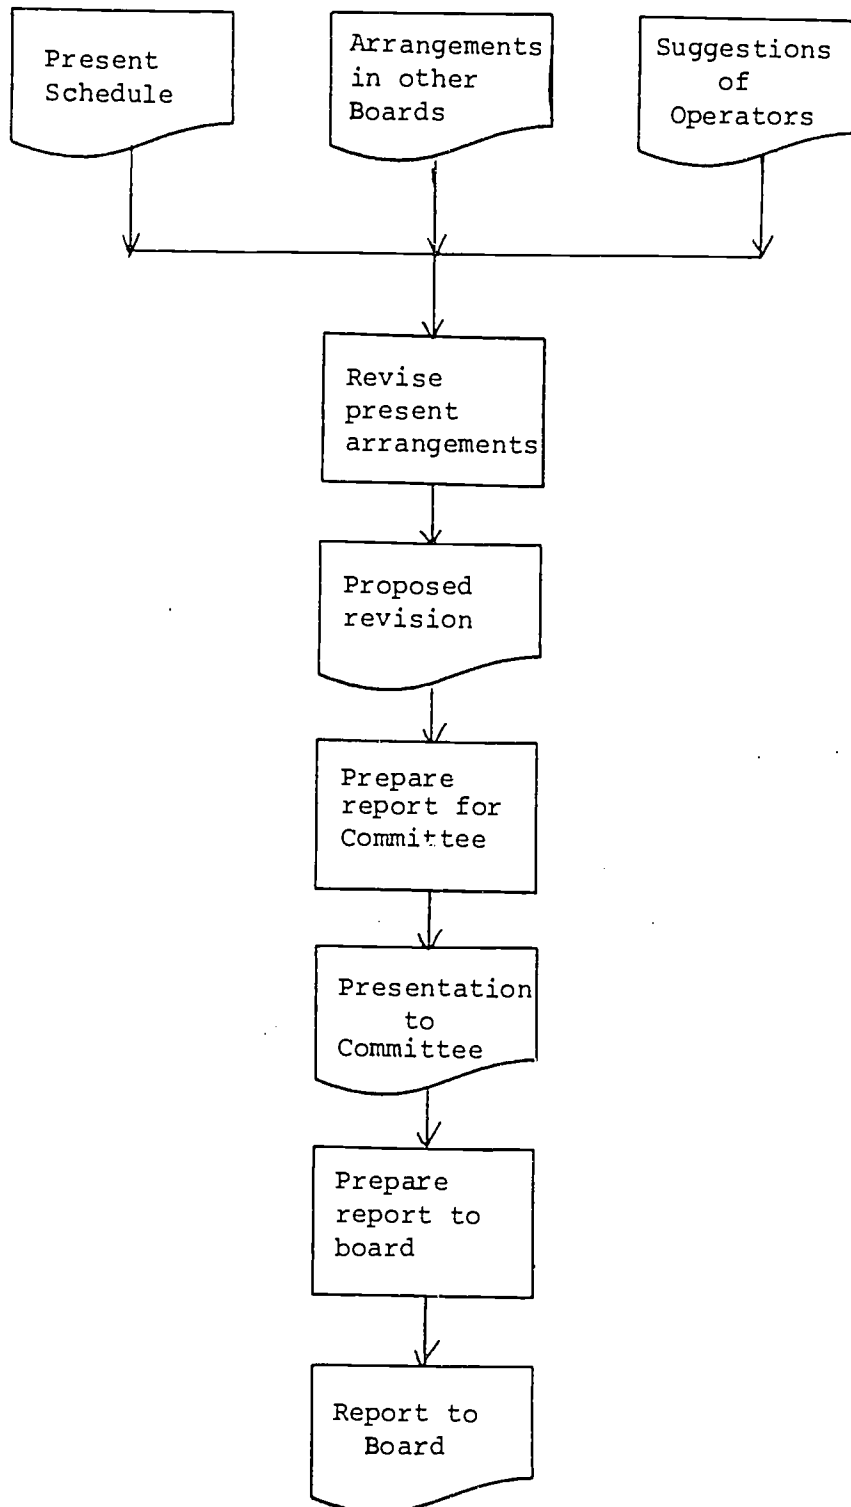 Present
Schedule
Arrangements
in other
Boards
Suggestions
of
Operators
Revise
present
arrangements
Proposed
revision
Prepare
report for
Committee
Presentation
to
Committee
Prepare
report to
board
Report to
Board